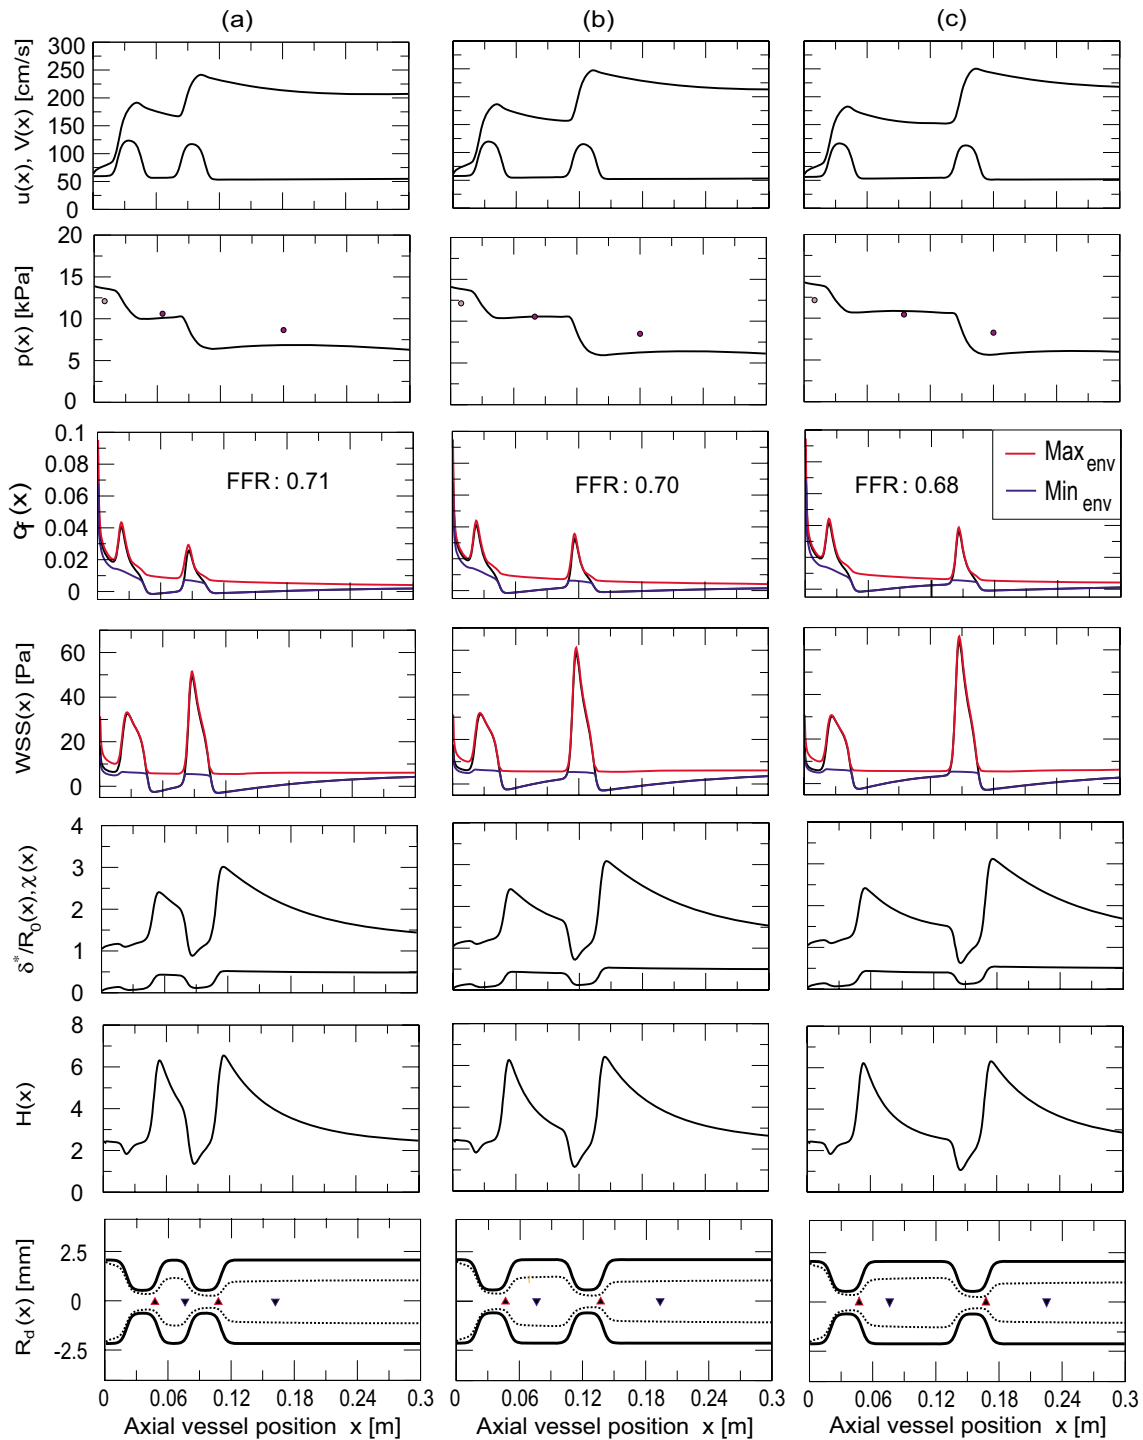 (a) (b) (c)
u(x), V(x) [cm/s]
300
250
200
150
100
50
0
p(x) [kPa]
20
15
10
5
0
c_f(x)
0.1
0.08
0.06
0.04
0.02
0
FFR: 0.71
FFR: 0.70
FFR: 0.68
Max env
Min env
WSS(x) [Pa]
60
40
20
0
δ*/R0(x),χ(x)
4
3
2
1
0
H(x)
8
6
4
2
0
Rd(x) [mm]
2.5
0
-2.5
0 0.06 0.12 0.18 0.24 0.3
0 0.06 0.12 0.18 0.24 0.3
0 0.06 0.12 0.18 0.24 0.3
Axial vessel position x [m]
Axial vessel position x [m]
Axial vessel position x [m]